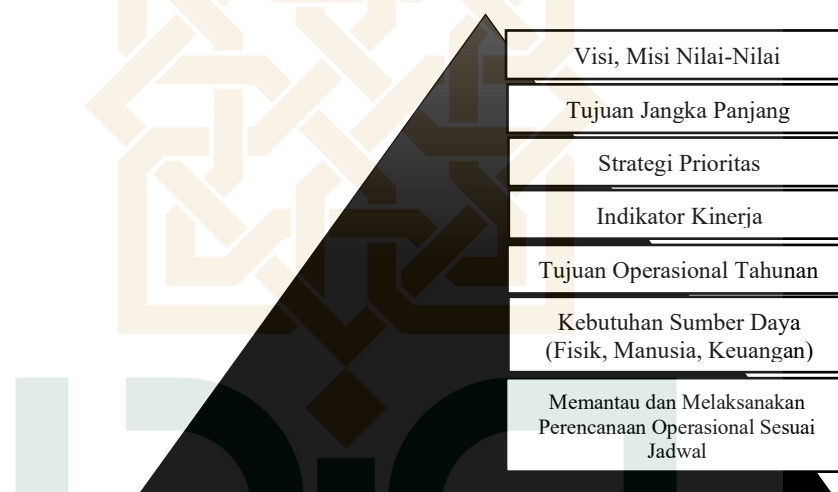 Visi, Misi Nilai-Nilai
Tujuan Jangka Panjang
Strategi Prioritas
Indikator Kinerja
Tujuan Operasional Tahunan
Kebutuhan Sumber Daya
(Fisik, Manusia, Keuangan)
Memantau dan Melaksanakan
Perencanaan Operasional Sesuai
Jadwal